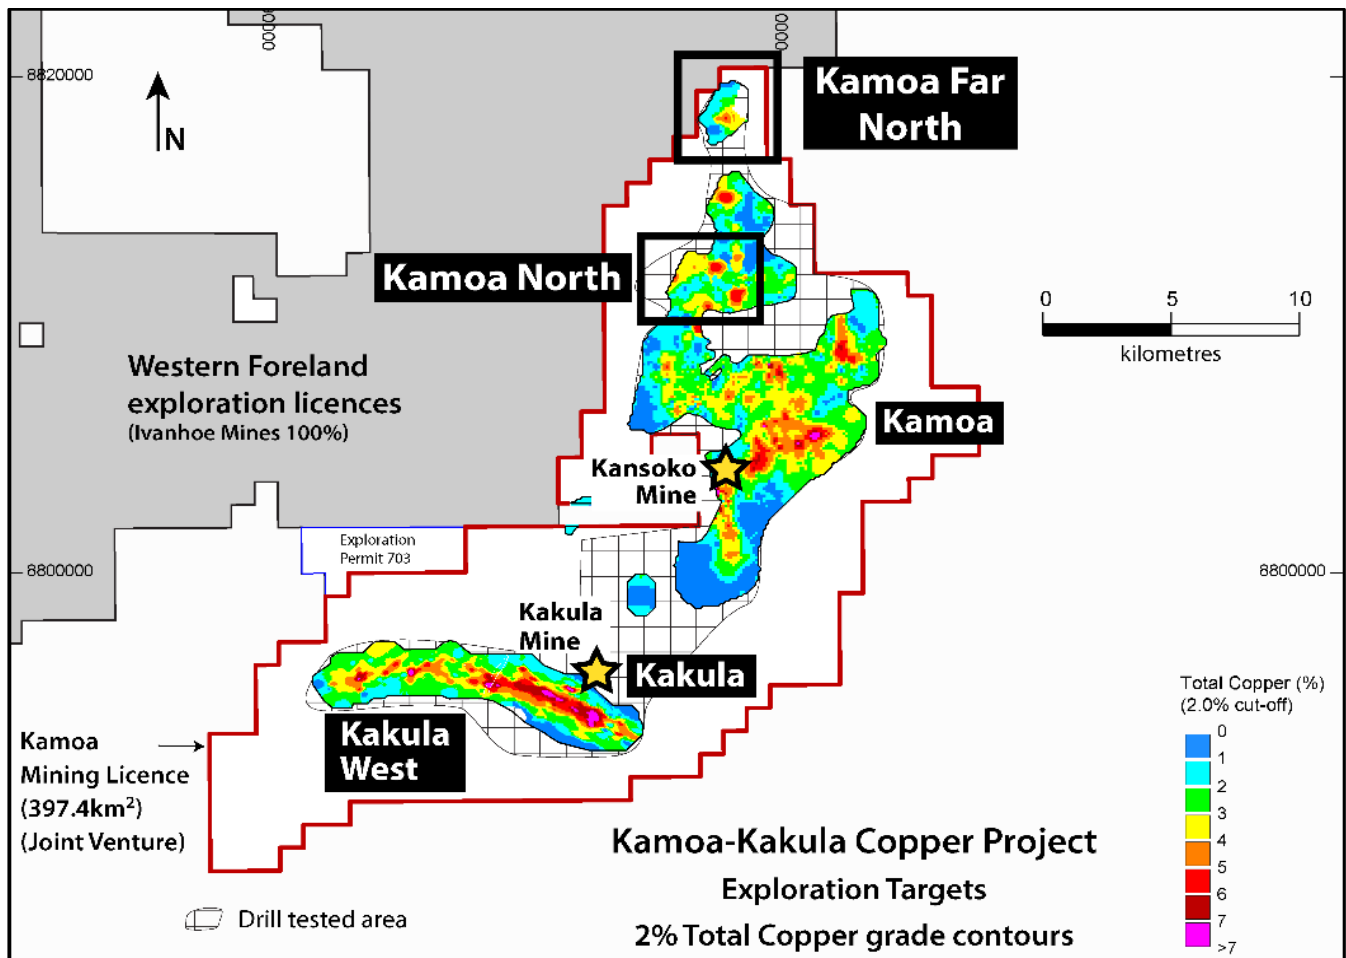 0000
0000
8820000
Kamoa Far
North
N
Kamoa North
0
5
10
kilometres
Western Foreland
exploration licences
(Ivanhoe Mines 100%)
Kamoa
Kansoko
Mine
Exploration
Permit 703
8800000
8800000
Kakula
Mine
Kakula
Kakula
West
Total Copper (%)
(2.0% cut-off)
0
1
2
3
4
5
6
7
>7
Kamoa
Mining Licence
(397.4km²)
(Joint Venture)
Kamoa-Kakula Copper Project
Exploration Targets
2% Total Copper grade contours
Drill tested area